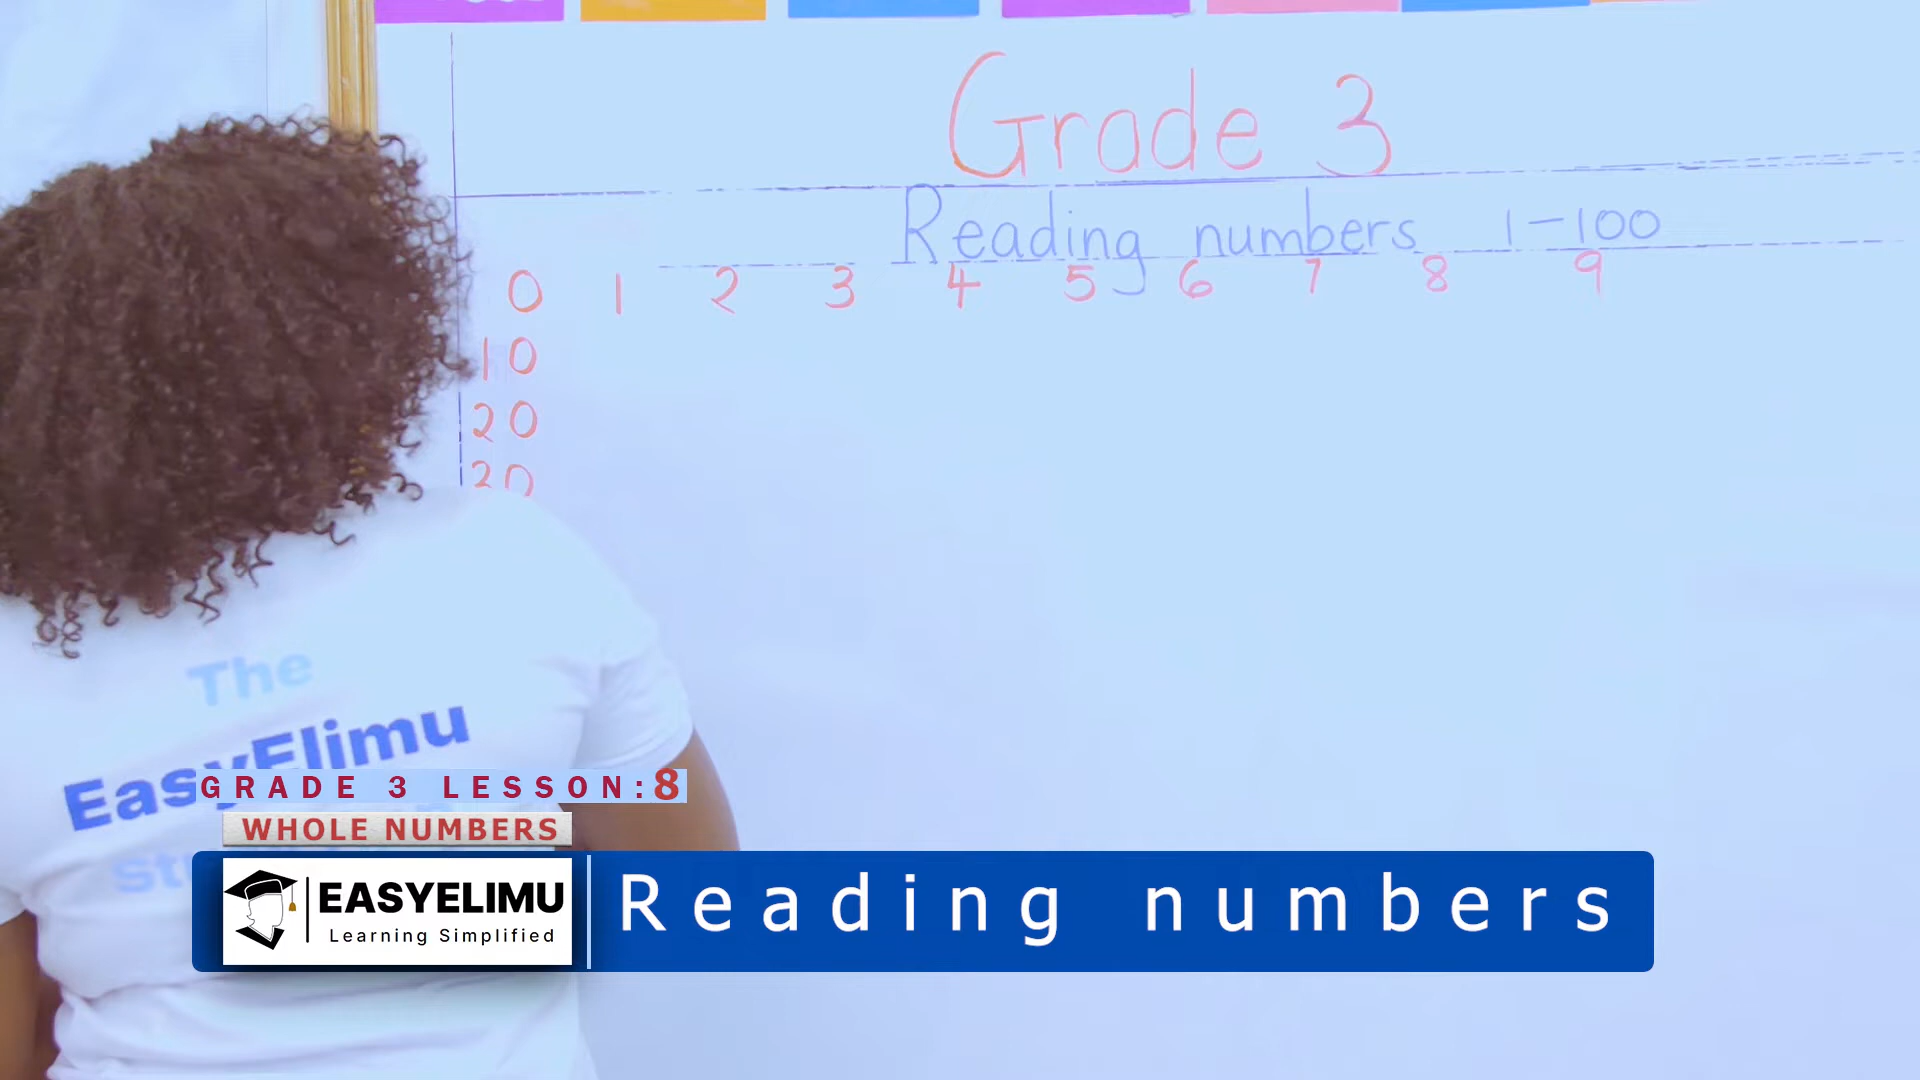 Grade 3
Reading numbers 1-100
0 1 2 3 4 5 6 7 8 9
10
20
30
The
EasyElimu
GRADE 3 LESSON:8
WHOLE NUMBERS
EASYELIMU
Learning Simplified
Reading numbers